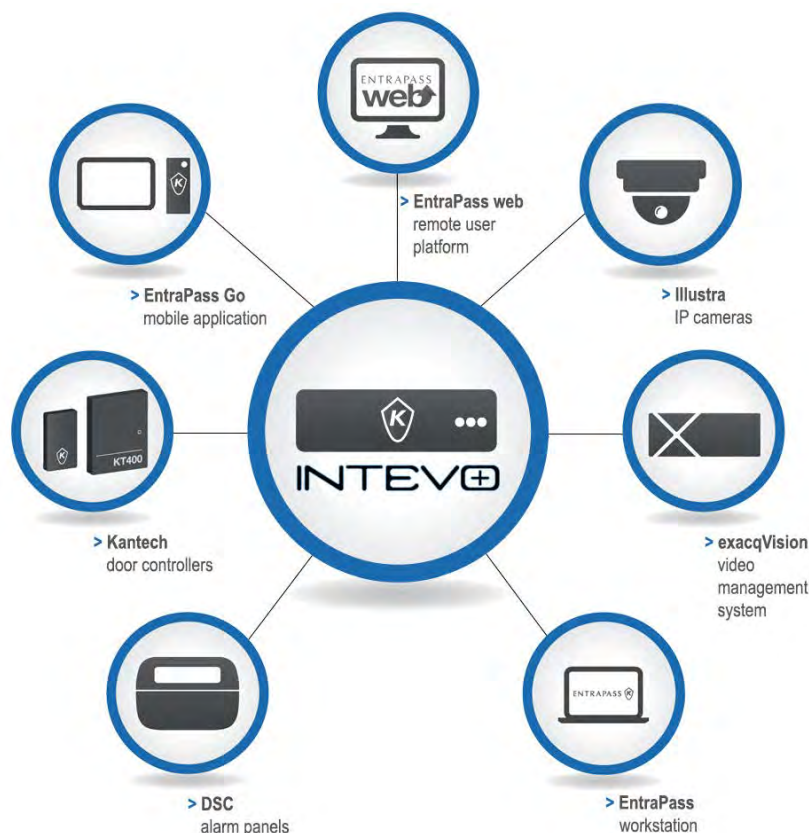 ENTRAPASS
web
> EntraPass web
remote user
platform
> EntraPass Go
mobile application
> Illustra
IP cameras
K
K
INTEVO+
KT400
K
> Kantech
door controllers
> exacqVision
video
management
system
ENTRAPASS K
> DSC
alarm panels
> EntraPass
workstation